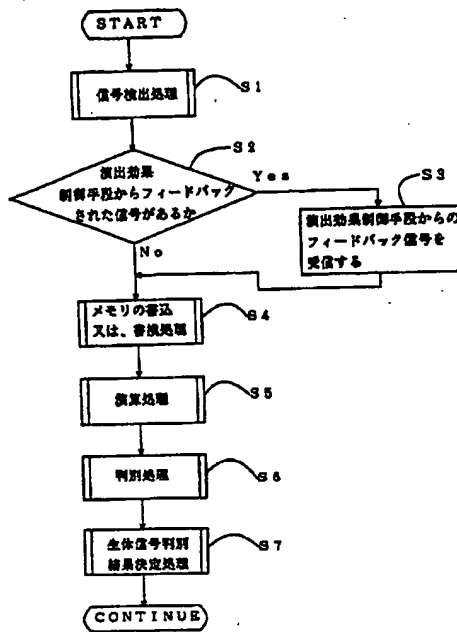 START
信号検出処理
S1
演出効果
制御手段からフィードバック
された信号があるか
S2
Yes
No
S3
演出効果制御手段からの
フィードバック信号を
受信する
メモリの書込
又は、書換処理
S4
演算処理
S5
判別処理
S6
生体信号判別
結果決定処理
S7
CONTINUE